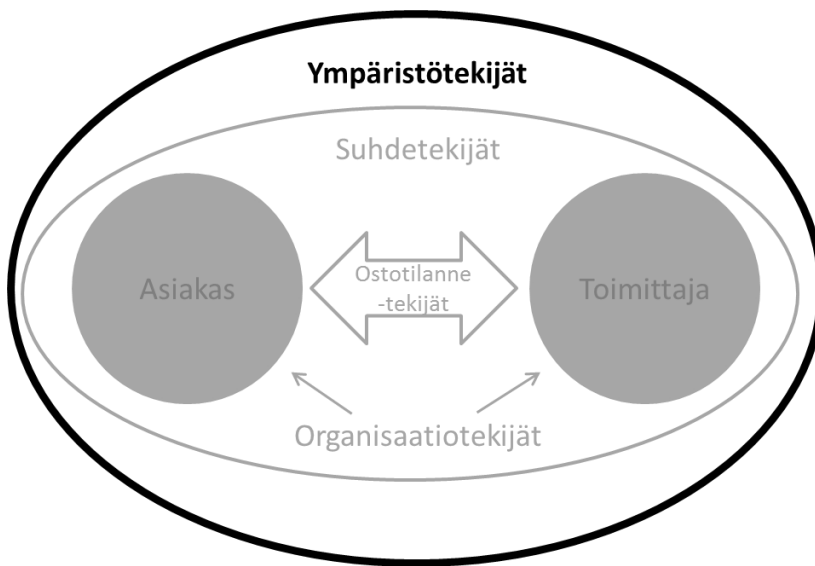 Ympäristötekijät
Suhdetekijät
Asiakas
Ostotilanne
-tekijät
Toimittaja
Organisaatiotekijät